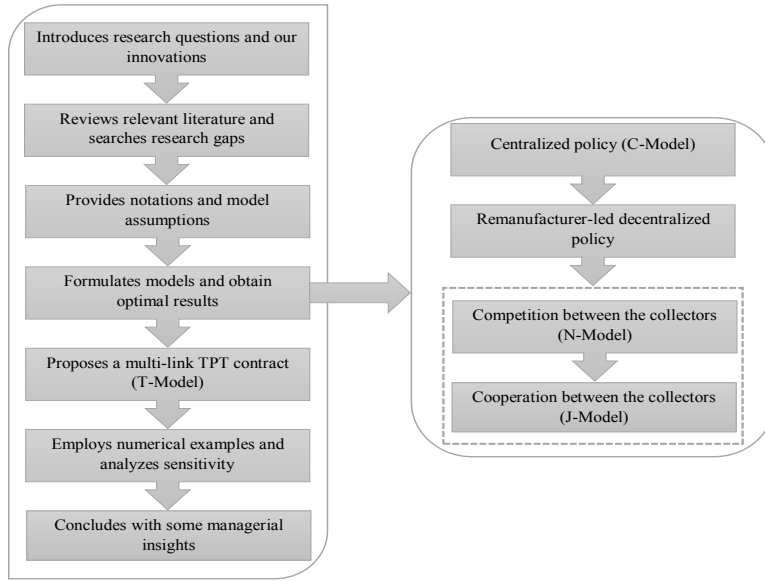 Introduces research questions and our
innovations
Reviews relevant literature and
searches research gaps
Provides notations and model
assumptions
Formulates models and obtain
optimal results
Proposes a multi-link TPT contract
(T-Model)
Employs numerical examples and
analyzes sensitivity
Concludes with some managerial
insights
Centralized policy (C-Model)
Remanufacturer-led decentralized
policy
Competition between the collectors
(N-Model)
Cooperation between the collectors
(J-Model)